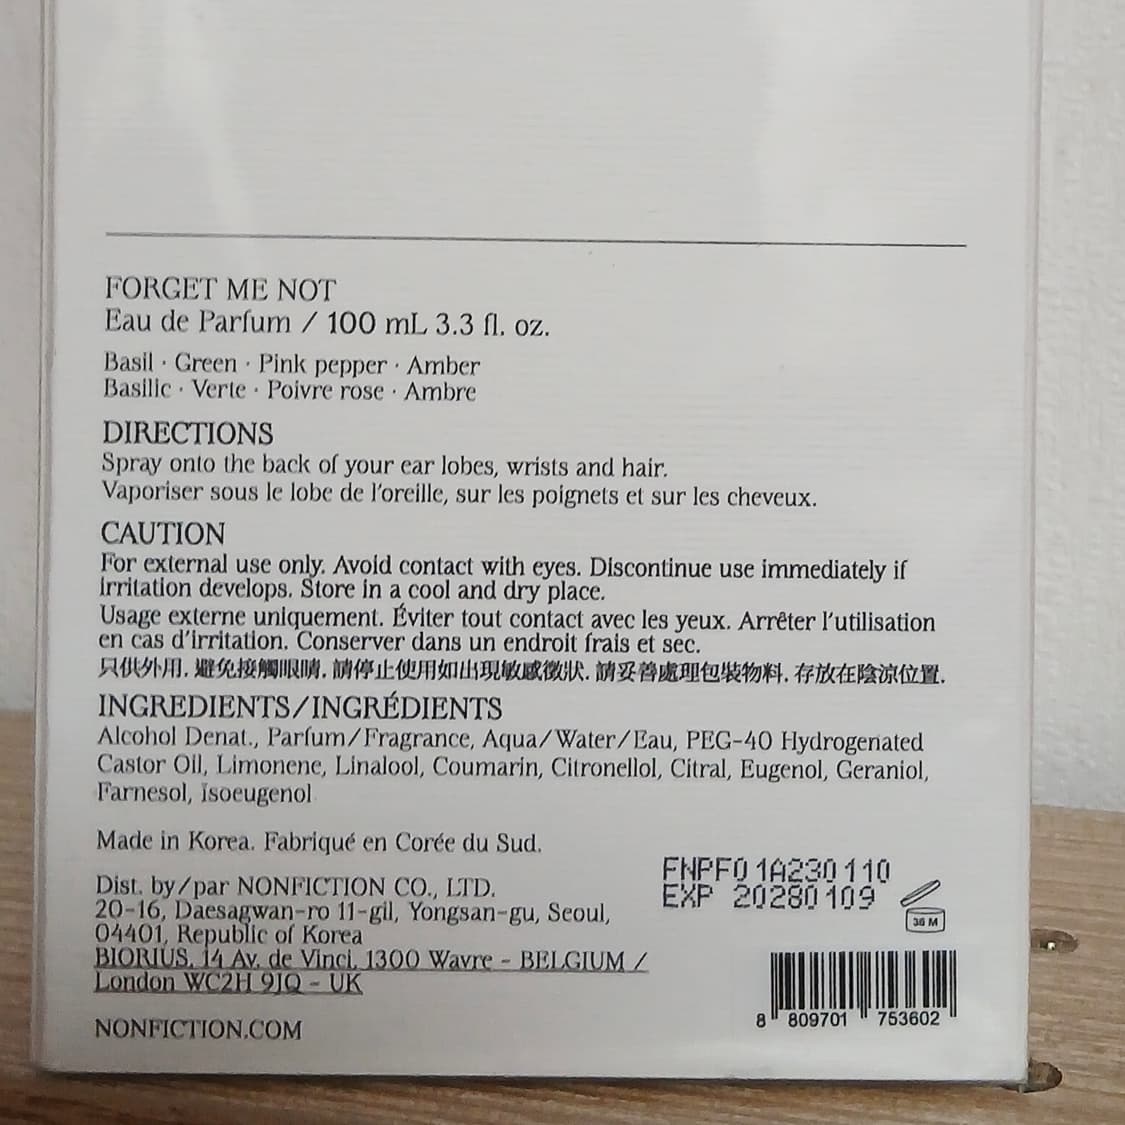 FORGET ME NOT
Eau de Parfum / 100 mL 3.3 fl. oz.
Basil · Green · Pink pepper · Amber
Basilic · Verte · Poivre rose · Ambre
DIRECTIONS
Spray onto the back of your ear lobes, wrists and hair.
Vaporiser sous le lobe de l'oreille, sur les poignets et sur les cheveux.
CAUTION
For external use only. Avoid contact with eyes. Discontinue use immediately if
irritation develops. Store in a cool and dry place.
Usage externe uniquement. Éviter tout contact avec les yeux. Arrêter l'utilisation
en cas d'irritation. Conserver dans un endroit frais et sec.
只供外用. 避免接觸眼睛. 請停止使用如出現敏感徵狀. 請妥善處理包裝物料. 存放在陰涼位置.
INGREDIENTS/INGRÉDIENTS
Alcohol Denat., Parfum/Fragrance, Aqua/Water/Eau, PEG-40 Hydrogenated
Castor Oil, Limonene, Linalool, Coumarin, Citronellol, Citral, Eugenol, Geraniol,
Farnesol, Isoeugenol
Made in Korea. Fabriqué en Corée du Sud.
Dist. by/par NONFICTION CO., LTD.
20-16, Daesagwan-ro 11-gil, Yongsan-gu, Seoul,
04401, Republic of Korea
BIORIUS, 14 Av. de Vinci, 1300 Wavre - BELGIUM /
London WC2H 9JQ - UK
NONFICTION.COM
FNPF01A230110
EXP 20280109
36 M
8 809701 753602